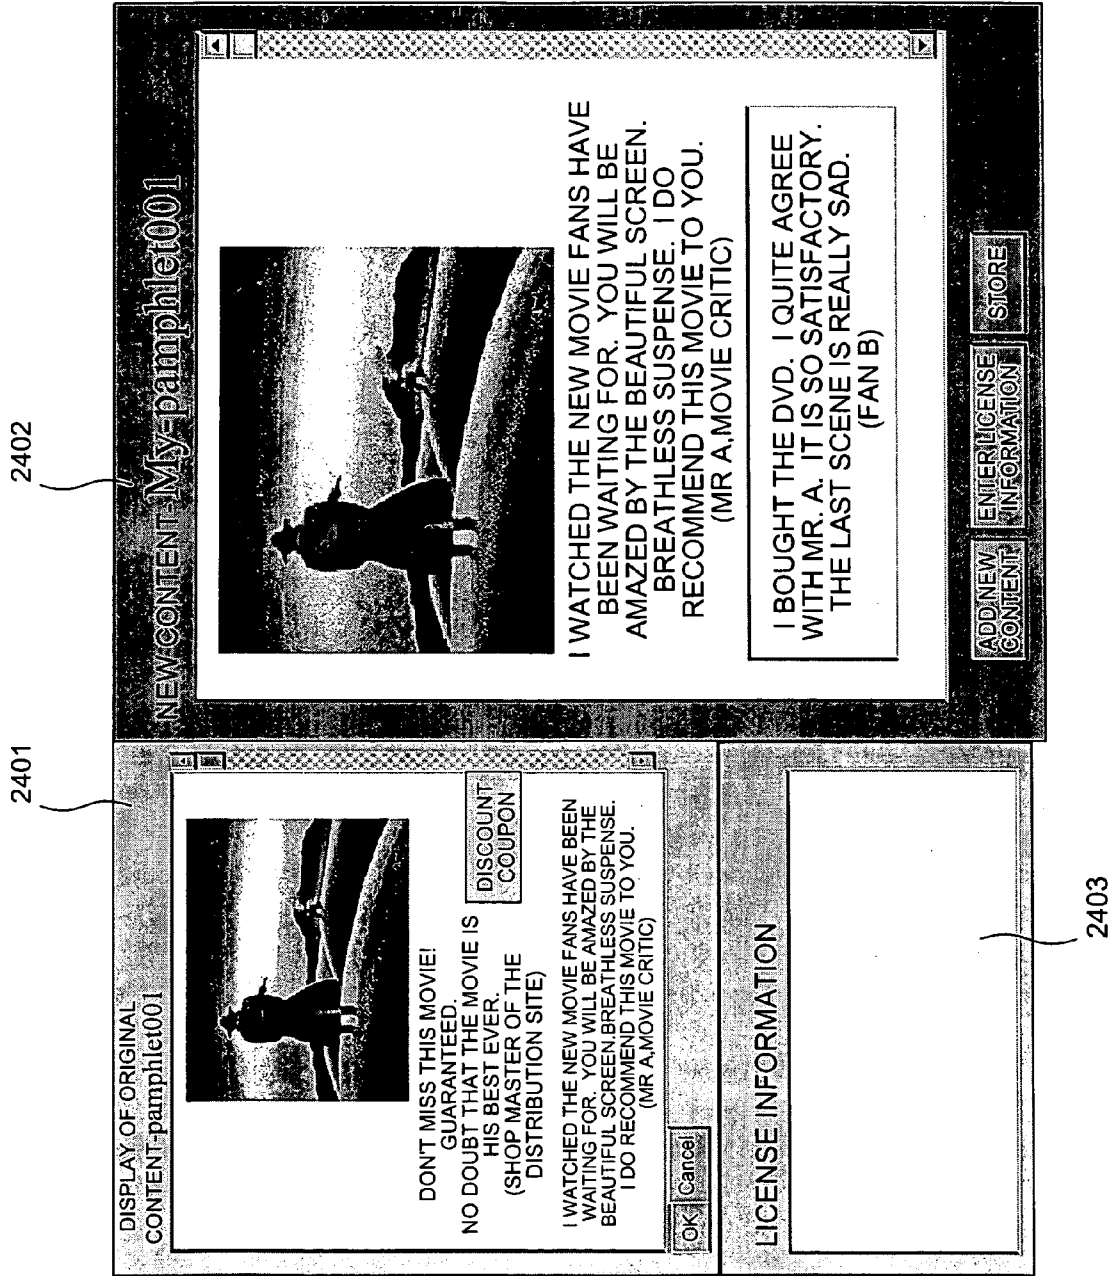 2401
2402
DISPLAY OF ORIGINAL
CONTENT-pamphlet001
DON'T MISS THIS MOVIE!
GUARANTEED.
NO DOUBT THAT THE MOVIE IS
HIS BEST EVER.
(SHOP MASTER OF THE
DISTRIBUTION SITE)
DISCOUNT
COUPON
I WATCHED THE NEW MOVIE FANS HAVE BEEN
WAITING FOR. YOU WILL BE AMAZED BY THE
BEAUTIFUL SCREEN.BREATHLESS SUSPENSE.
I DO RECOMMEND THIS MOVIE TO YOU.
(MR A,MOVIE CRITIC)
OK
Cancel
LICENSE INFORMATION
2403
NEW CONTENT-My-pamphlet001
I WATCHED THE NEW MOVIE FANS HAVE
BEEN WAITING FOR. YOU WILL BE
AMAZED BY THE BEAUTIFUL SCREEN.
BREATHLESS SUSPENSE. I DO
RECOMMEND THIS MOVIE TO YOU.
(MR A,MOVIE CRITIC)
I BOUGHT THE DVD. I QUITE AGREE
WITH MR. A. IT IS SO SATISFACTORY.
THE LAST SCENE IS REALLY SAD.
(FAN B)
ADD NEW
CONTENT
ENTER LICENSE
INFORMATION
STORE